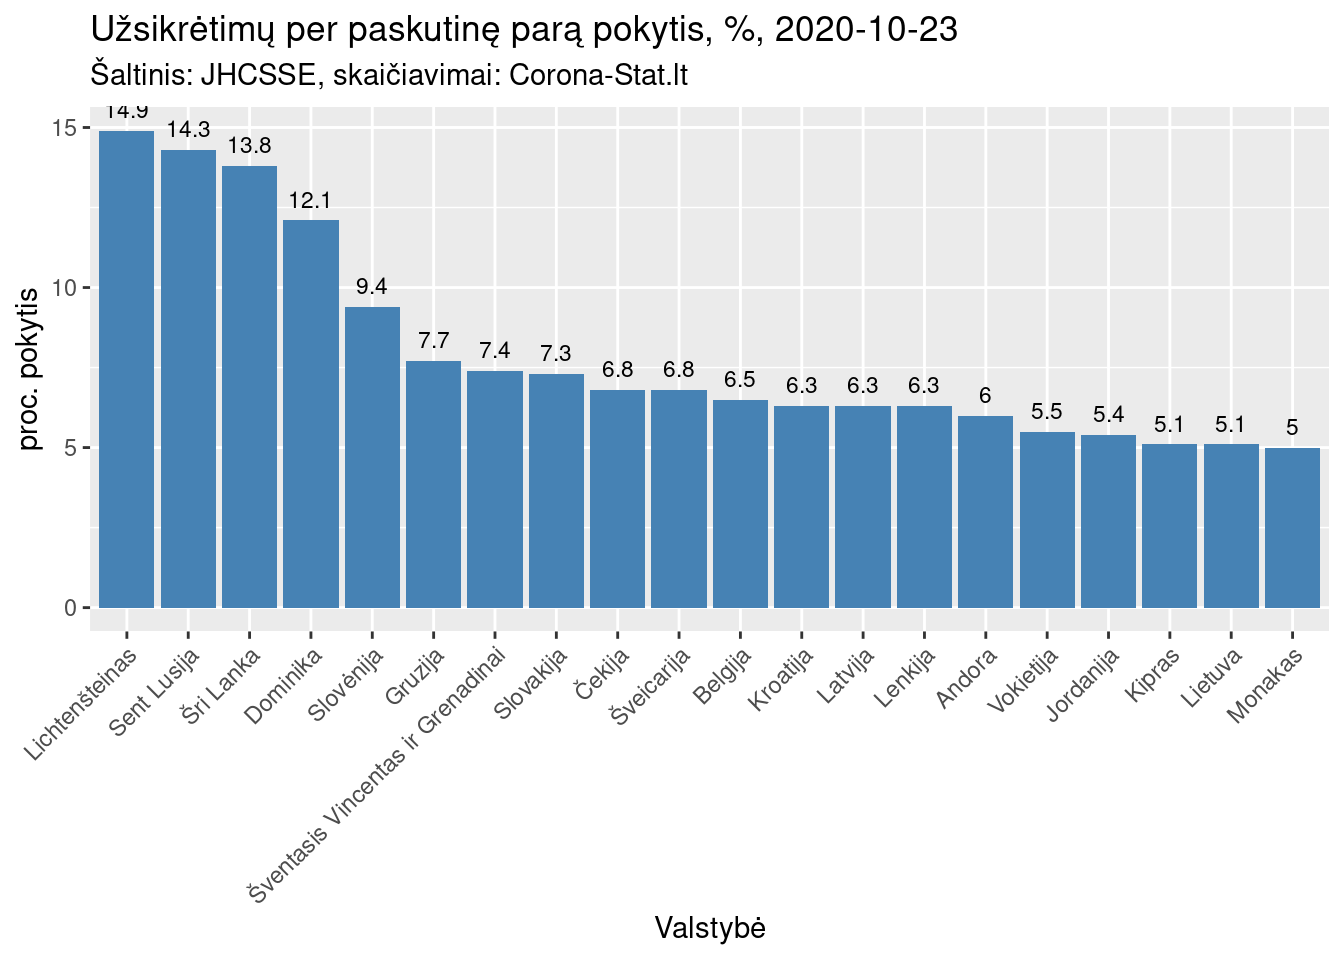 Užsikrėtimų per paskutinę parą pokytis, %, 2020-10-23
Šaltinis: JHCSSE, skaičiavimai: Corona-Stat.lt
proc. pokytis
15
10
5
0
14.9
14.3
13.8
12.1
9.4
7.7
7.4
7.3
6.8
6.8
6.5
6.3
6.3
6.3
6
5.5
5.4
5.1
5.1
5
Lichtenšteinas
Sent Lusija
Šri Lanka
Dominika
Slovėnija
Gruzija
Šventasis Vincentas ir Grenadinai
Slovakija
Čekija
Šveicarija
Belgija
Kroatija
Latvija
Lenkija
Andora
Vokietija
Jordanija
Kipras
Lietuva
Monakas
Valstybė